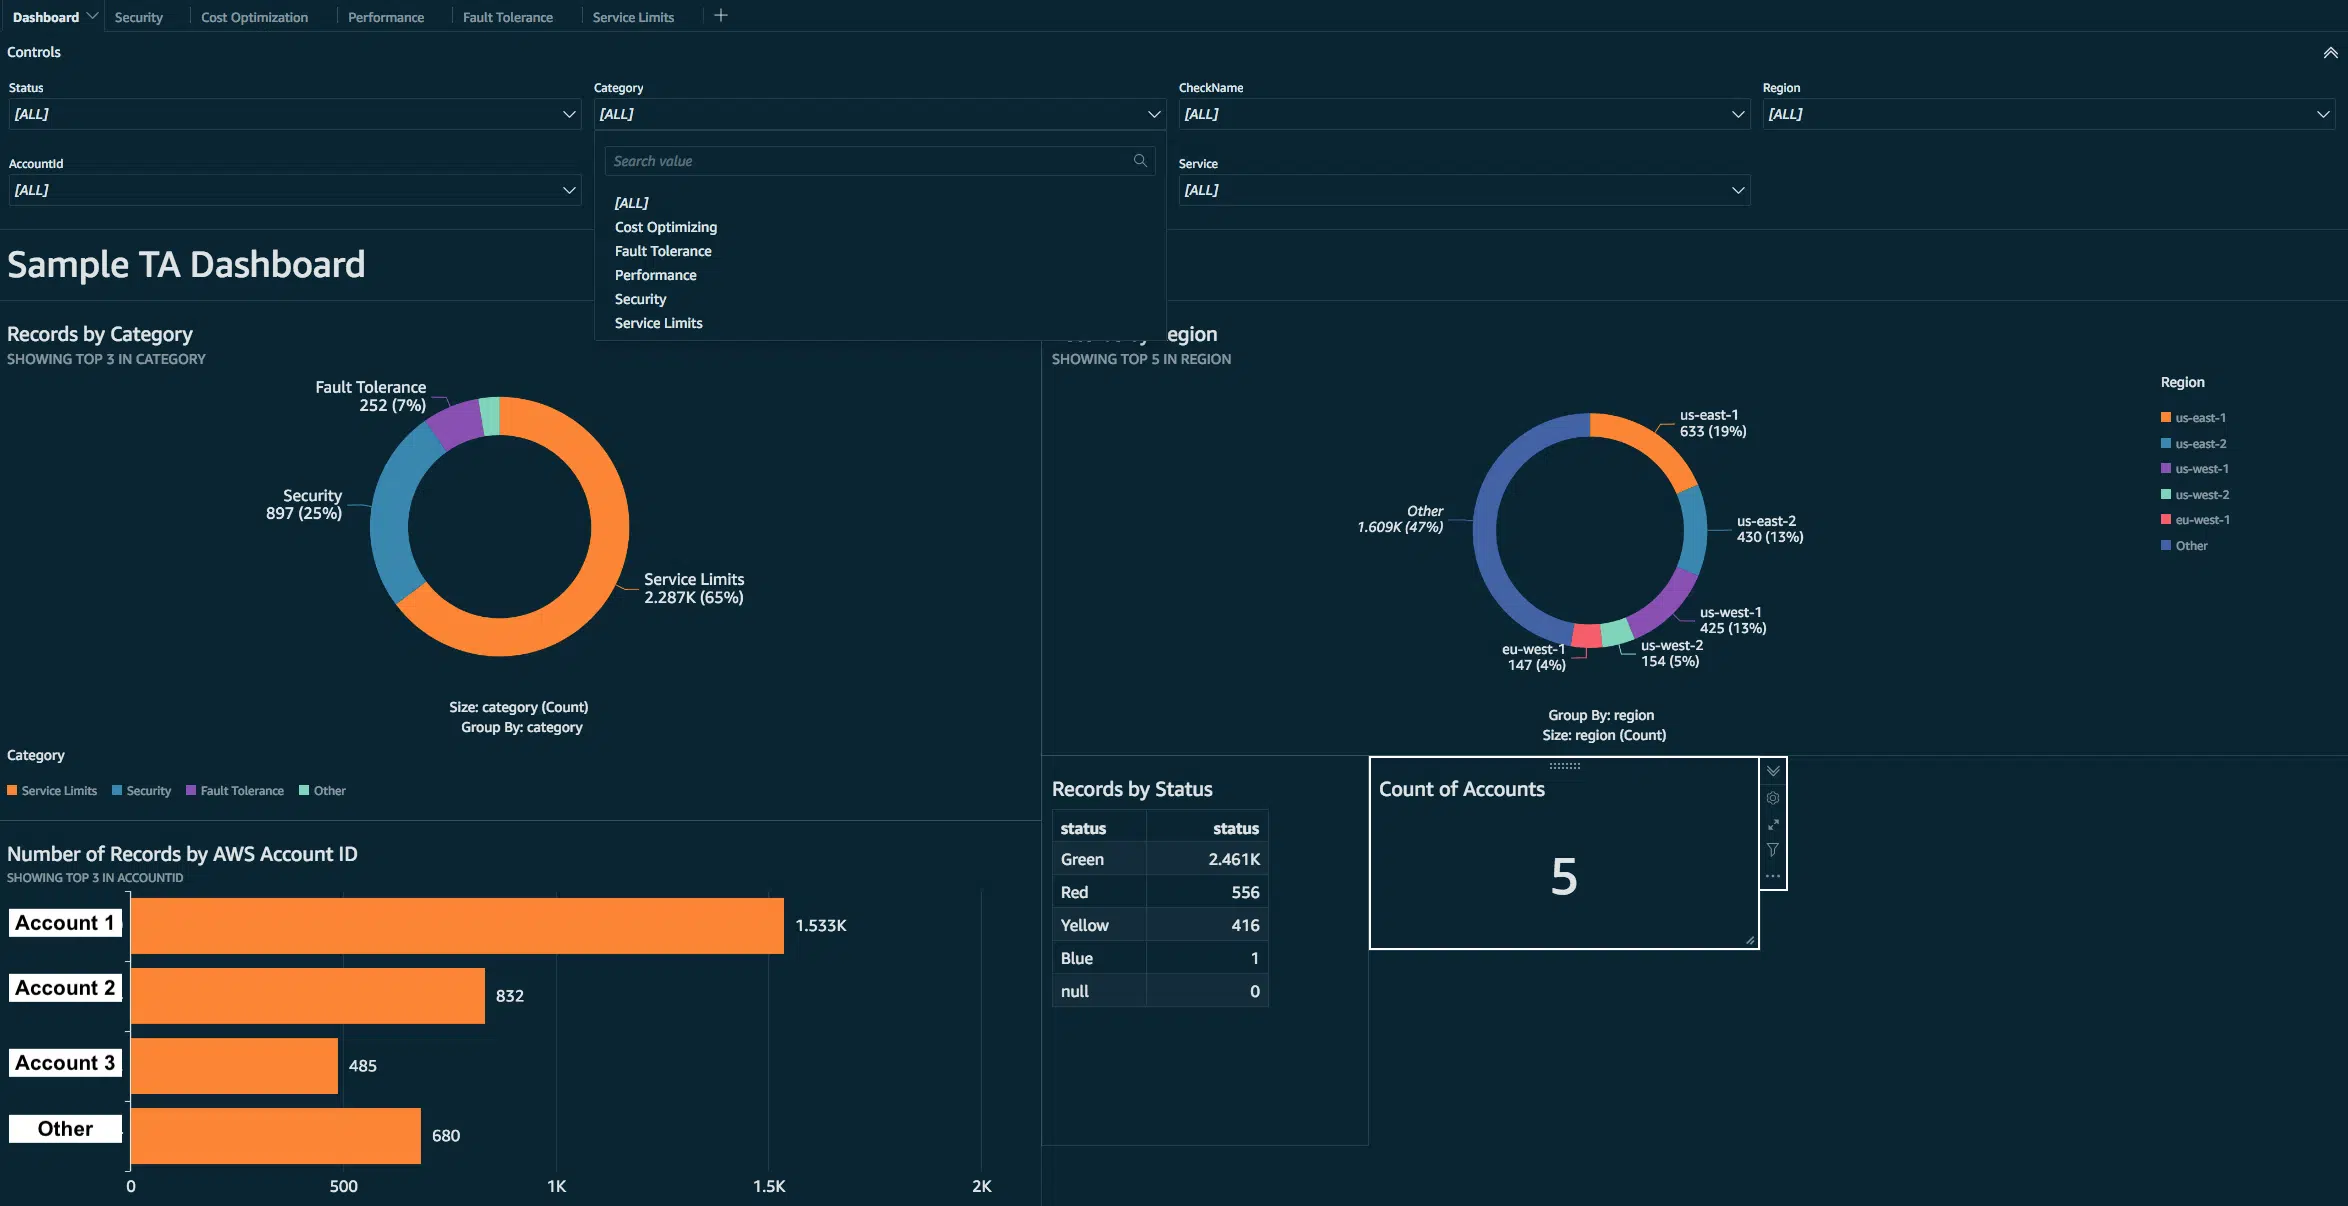 Dashboard
Security
Cost Optimization
Performance
Fault Tolerance
Service Limits
Controls
Status
[ALL]
Category
[ALL]
CheckName
[ALL]
Region
[ALL]
AccountId
[ALL]
Search value
[ALL]
Cost Optimizing
Fault Tolerance
Performance
Security
Service Limits
Service
[ALL]
Sample TA Dashboard
Records by Category
SHOWING TOP 3 IN CATEGORY
Fault Tolerance
252 (7%)
Security
897 (25%)
Service Limits
2.287K (65%)
Size: category (Count)
Group By: category
Category
Service Limits
Security
Fault Tolerance
Other
egion
SHOWING TOP 5 IN REGION
us-east-1
633 (19%)
us-east-2
430 (13%)
us-west-1
425 (13%)
us-west-2
154 (5%)
eu-west-1
147 (4%)
Other
1.609K (47%)
Group By: region
Size: region (Count)
Region
us-east-1
us-east-2
us-west-1
us-west-2
eu-west-1
Other
Number of Records by AWS Account ID
SHOWING TOP 3 IN ACCOUNTID
Account 1
1.533K
Account 2
832
Account 3
485
Other
680
0
500
1K
1.5K
2K
Records by Status
status status
Green 2.461K
Red 556
Yellow 416
Blue 1
null 0
Count of Accounts
5